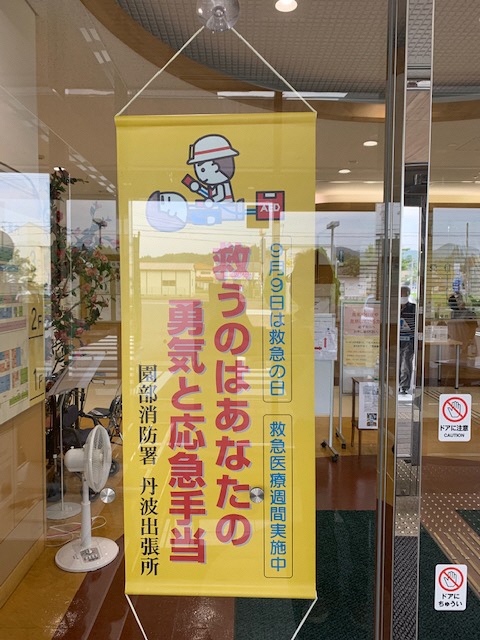 AED
9月9日は救急の日
救急医療週間実施中
救うのはあなたの
勇気と応急手当
園部消防署 丹波出張所
2F
1F
ドアに注意
CAUTION
ドアに
ちゅうい